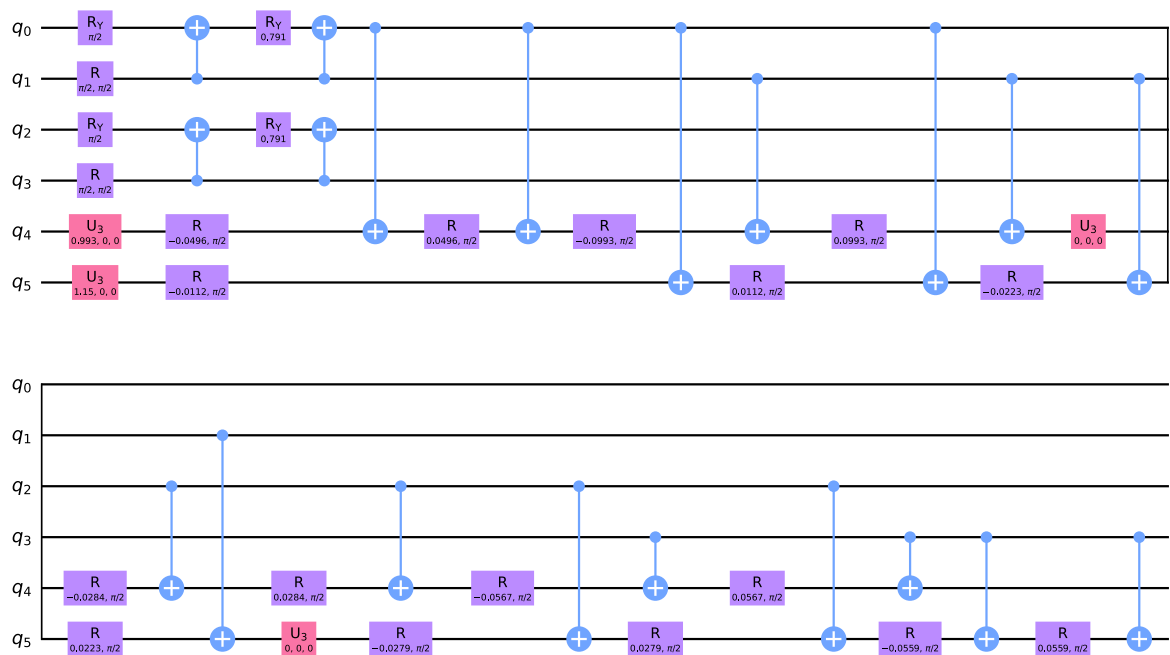 q0 RY π/2 RY 0.791
q1 R π/2, π/2
q2 RY π/2 RY 0.791
q3 R π/2, π/2
q4 U3 0.993, 0, 0 R −0.0496, π/2 R 0.0496, π/2 R −0.0993, π/2 R 0.0993, π/2 U3 0, 0, 0
q5 U3 1.15, 0, 0 R −0.0112, π/2 R 0.0112, π/2 R −0.0223, π/2
q0
q1
q2
q3
q4 R −0.0284, π/2 R 0.0284, π/2 R −0.0567, π/2 R 0.0567, π/2
q5 R 0.0223, π/2 U3 0, 0, 0 R −0.0279, π/2 R 0.0279, π/2 R −0.0559, π/2 R 0.0559, π/2